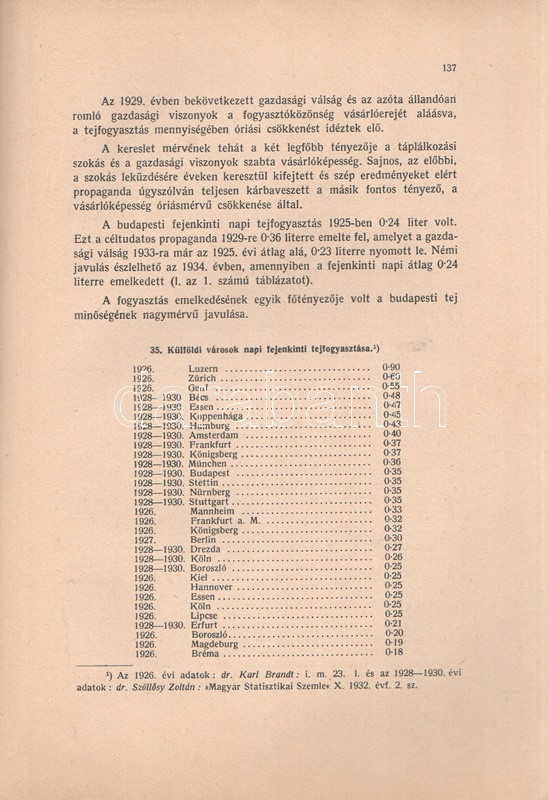 137
Az 1929. évben bekövetkezett gazdasági válság és az azóta állandóan
romló gazdasági viszonyok a fogyasztóközönség vásárlóerejét aláásva,
a tejfogyasztás mennyiségében óriási csökkenést idéztek elő.
A kereslet mérvének tehát a két legfőbb tényezője a táplálkozási
szokás és a gazdasági viszonyok szabta vásárlóképesség. Sajnos, az előbbi,
a szokás leküzdésére éveken keresztül kifejtett és szép eredményeket elért
propaganda úgyszólván teljesen kárbaveszett a másik fontos tényező, a
vásárlóképesség óriásmérvű csökkenése által.
A budapesti fejenkinti napi tejfogyasztás 1925-ben 0·24 liter volt.
Ezt a céltudatos propaganda 1929-re 0·36 literre emelte fel, amelyet a gazda-
sági válság 1933-ra már az 1925. évi átlag alá, 0·23 literre nyomott le. Némi
javulás észlelhető az 1934. évben, amennyiben a fejenkinti napi átlag 0·24
literre emelkedett (l. az 1. számú táblázatot).
A fogyasztás emelkedésének egyik főtényezője volt a budapesti tej
minőségének nagymérvű javulása.
35. Külföldi városok napi fejenkinti tejfogyasztása.¹)
1926. Luzern 0·90
1926. Zürich
1926. Genf 0·55
1928—1930. Bécs 0·48
1928—1930. Essen 0·47
1928—1930. Koppenhága 0·45
1928—1930. Hamburg 0·43
1928—1930. Amsterdam 0·40
1928—1930. Frankfurt 0·37
1928—1930. Königsberg 0·37
1928—1930. München 0·36
1928—1930. Budapest 0·35
1928—1930. Stettin 0·35
1928—1930. Nürnberg 0·35
1928—1930. Stuttgart 0·35
1926. Mannheim 0·33
1926. Frankfurt a. M. 0·32
1926. Königsberg 0·32
1927. Berlin 0·30
1928—1930. Drezda 0·27
1928—1930. Köln 0·26
1928—1930. Boroszló 0·25
1926. Kiel 0·25
1926. Hannover 0·25
1926. Essen 0·25
1926. Köln 0·25
1926. Lipcse 0·25
1928—1930. Erfurt 0·21
1926. Boroszló 0·20
1926. Magdeburg 0·19
1926. Bréma 0·18
¹) Az 1926. évi adatok: dr. Karl Brandt: i. m. 23. l. és az 1928—1930. évi
adatok: dr. Szöllősy Zoltán: »Magyar Statisztikai Szemle« X. 1932. évf. 2. sz.